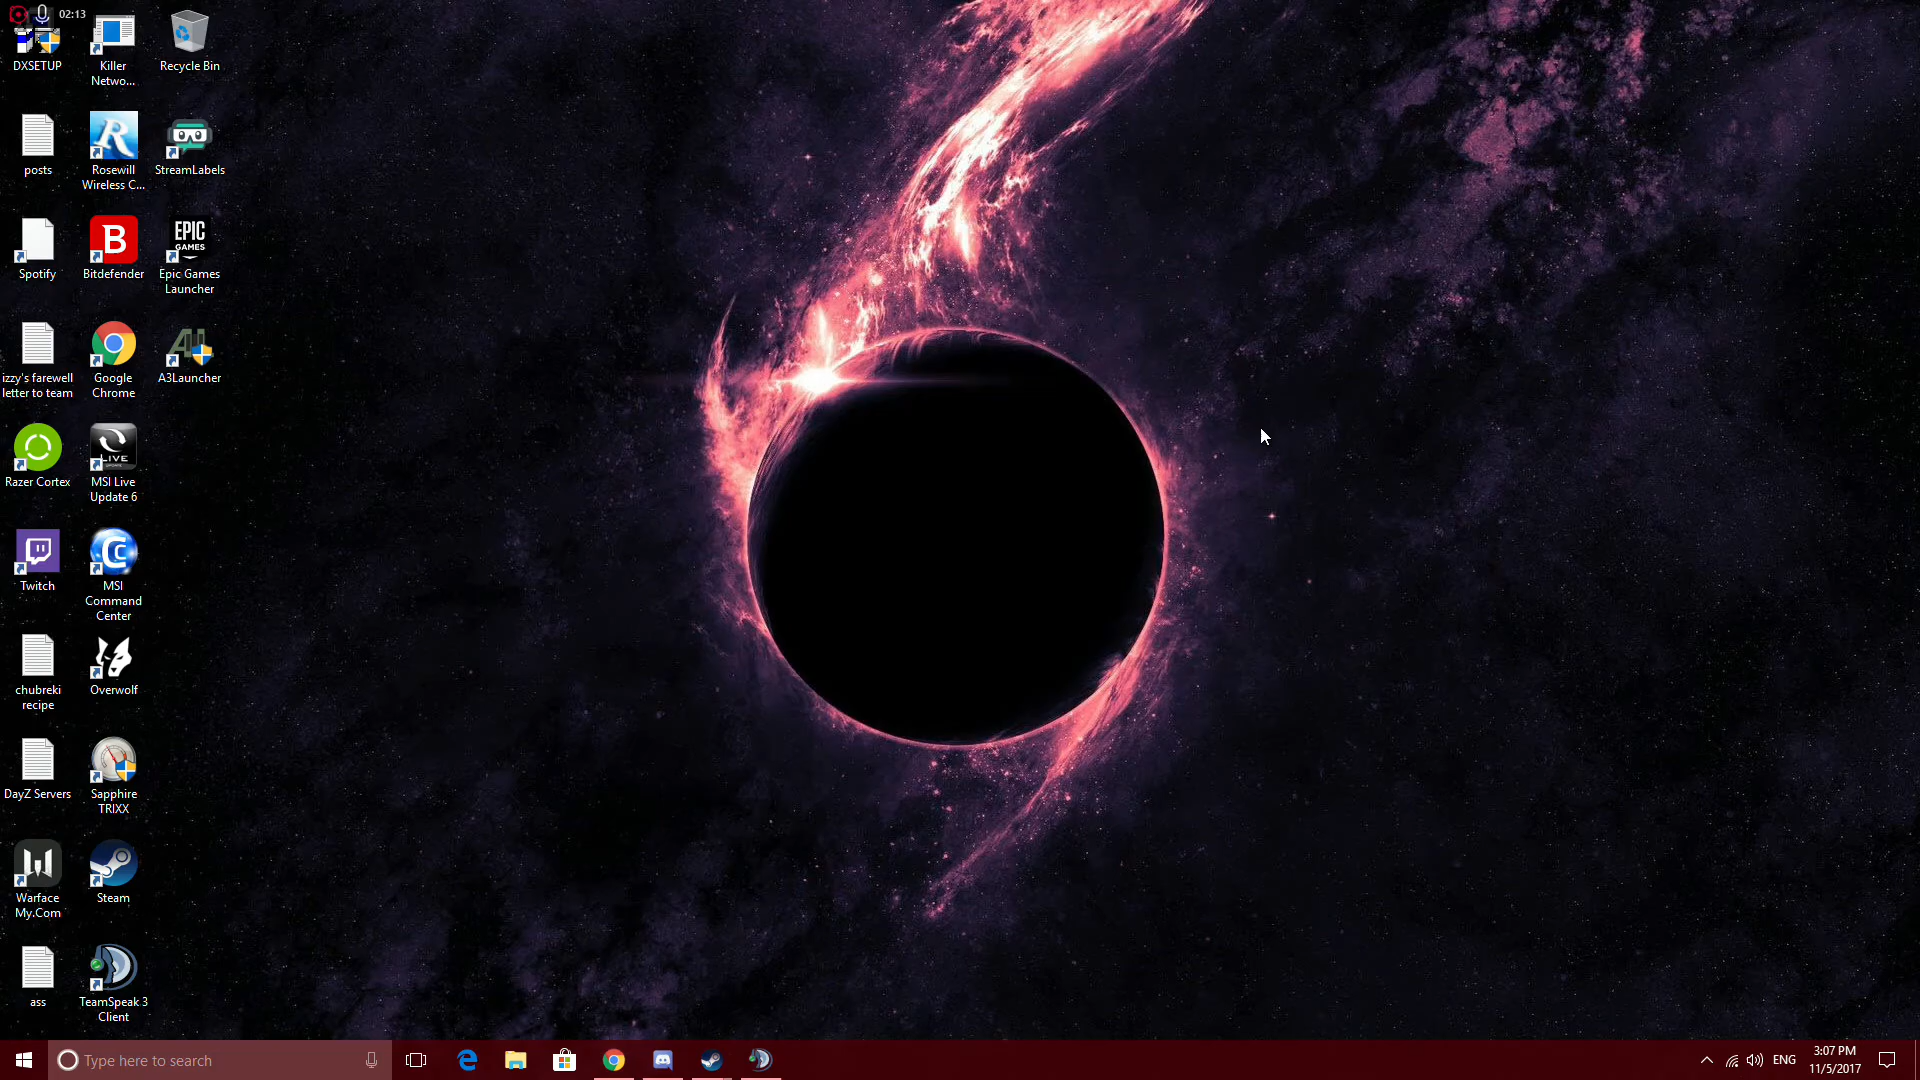 02:13
DXSETUP
Killer
Netwo...
Recycle Bin
posts
Rosewill
Wireless C...
StreamLabels
Spotify
B
Bitdefender
EPIC
GAMES
Epic Games
Launcher
izzy's farewell
letter to team
Google
Chrome
A3Launcher
Razer Cortex
LIVE
MSI Live
Update 6
Twitch
MSI
Command
Center
chubreki
recipe
Overwolf
DayZ Servers
Sapphire
TRIXX
Warface
My.Com
Steam
ass
TeamSpeak 3
Client
Type here to search
ENG
3:07 PM
11/5/2017